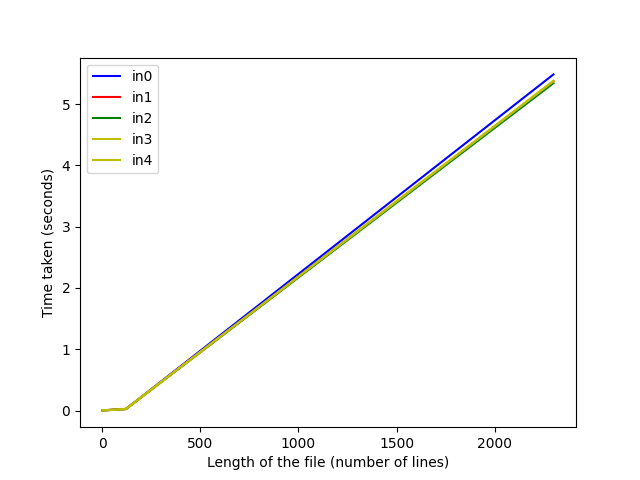 in0
in1
in2
in3
in4
5
4
3
2
1
0
Time taken (seconds)
0 500 1000 1500 2000
Length of the file (number of lines)